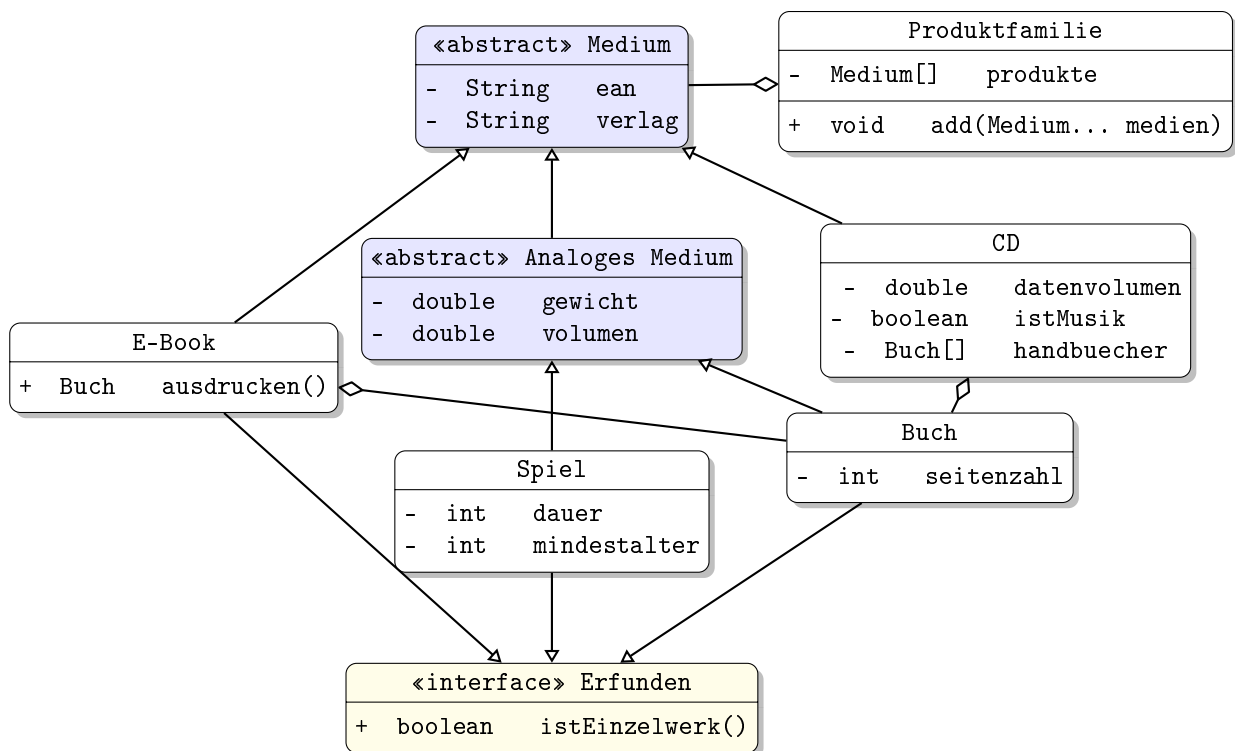 «abstract» Medium
- String ean
- String verlag
Produktfamilie
- Medium[] produkte
+ void add(Medium... medien)
«abstract» Analoges Medium
- double gewicht
- double volumen
CD
- double datenvolumen
- boolean istMusik
- Buch[] handbuecher
E-Book
+ Buch ausdrucken()
Buch
- int seitenzahl
Spiel
- int dauer
- int mindestalter
«interface» Erfunden
+ boolean istEinzelwerk()